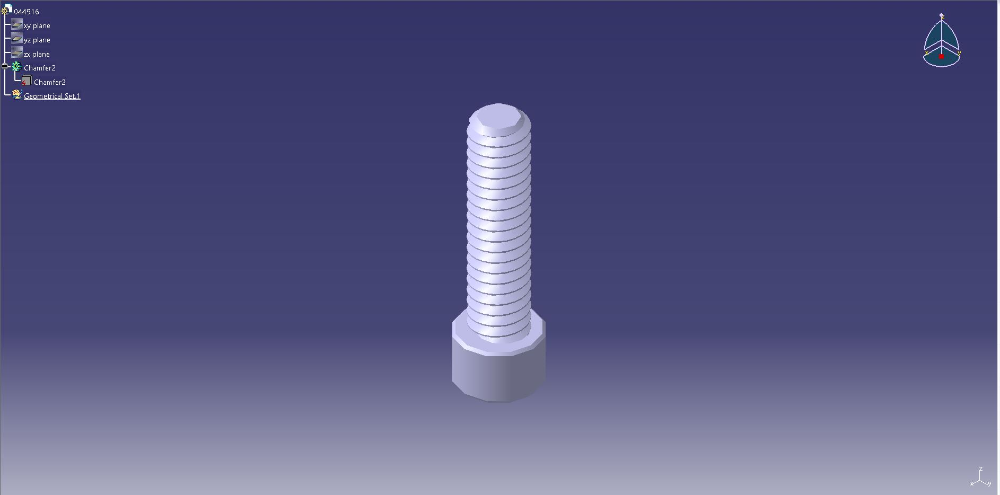 044916
xy plane
yz plane
zx plane
Chamfer2
Chamfer2
Geometrical Set.1
z
x y
z
x y